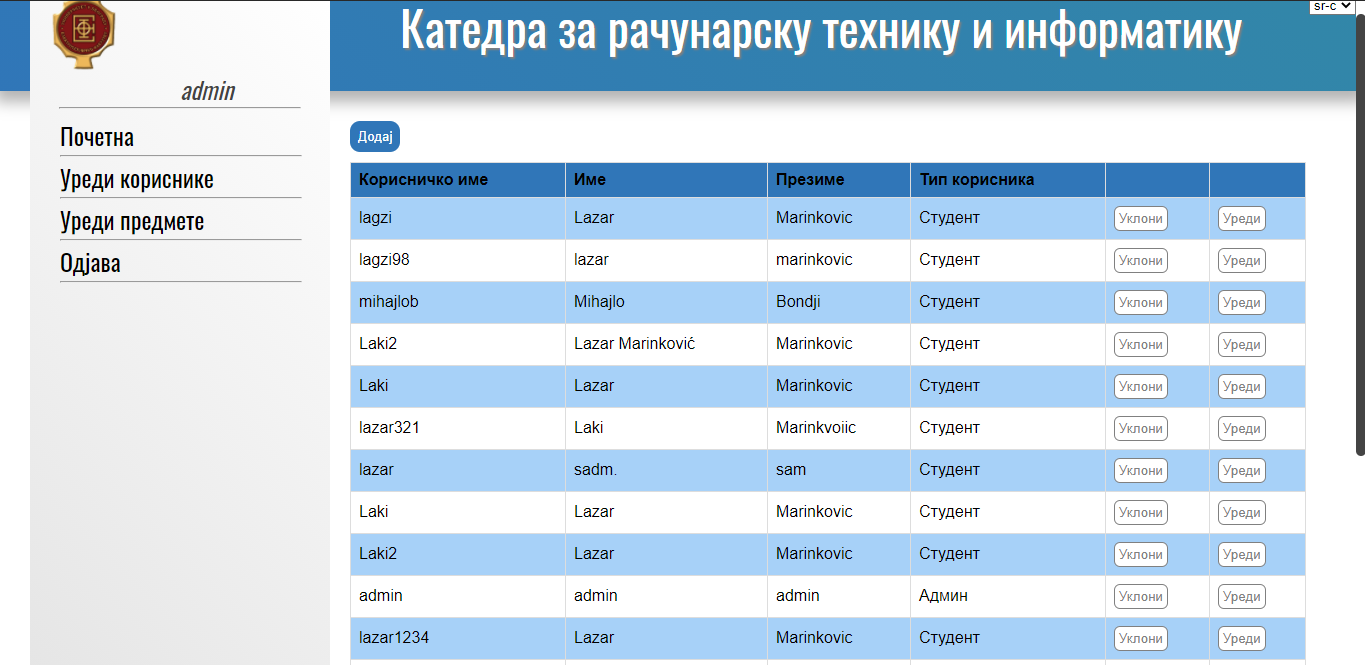 sr-c
Катедра за рачунарску технику и информатику
admin
Почетна
Уреди кориснике
Уреди предмете
Одјава
Додај
Корисничко име Име Презиме Тип корисника
lagzi Lazar Marinkovic Студент Уклони Уреди
lagzi98 lazar marinkovic Студент Уклони Уреди
mihajlob Mihajlo Bondji Студент Уклони Уреди
Laki2 Lazar Marinković Marinkovic Студент Уклони Уреди
Laki Lazar Marinkovic Студент Уклони Уреди
lazar321 Laki Marinkvoiic Студент Уклони Уреди
lazar sadm. sam Студент Уклони Уреди
Laki Lazar Marinkovic Студент Уклони Уреди
Laki2 Lazar Marinkovic Студент Уклони Уреди
admin admin admin Админ Уклони Уреди
lazar1234 Lazar Marinkovic Студент Уклони Уреди